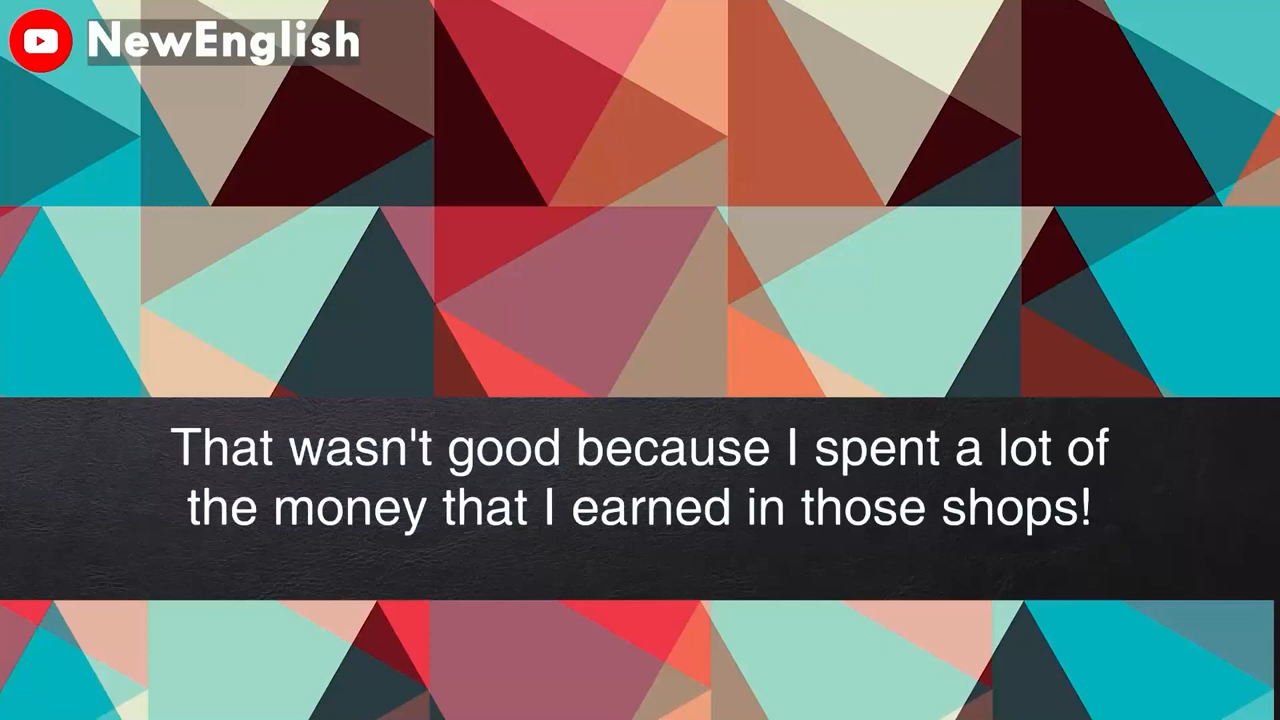 NewEnglish
That wasn't good because I spent a lot of
the money that I earned in those shops!